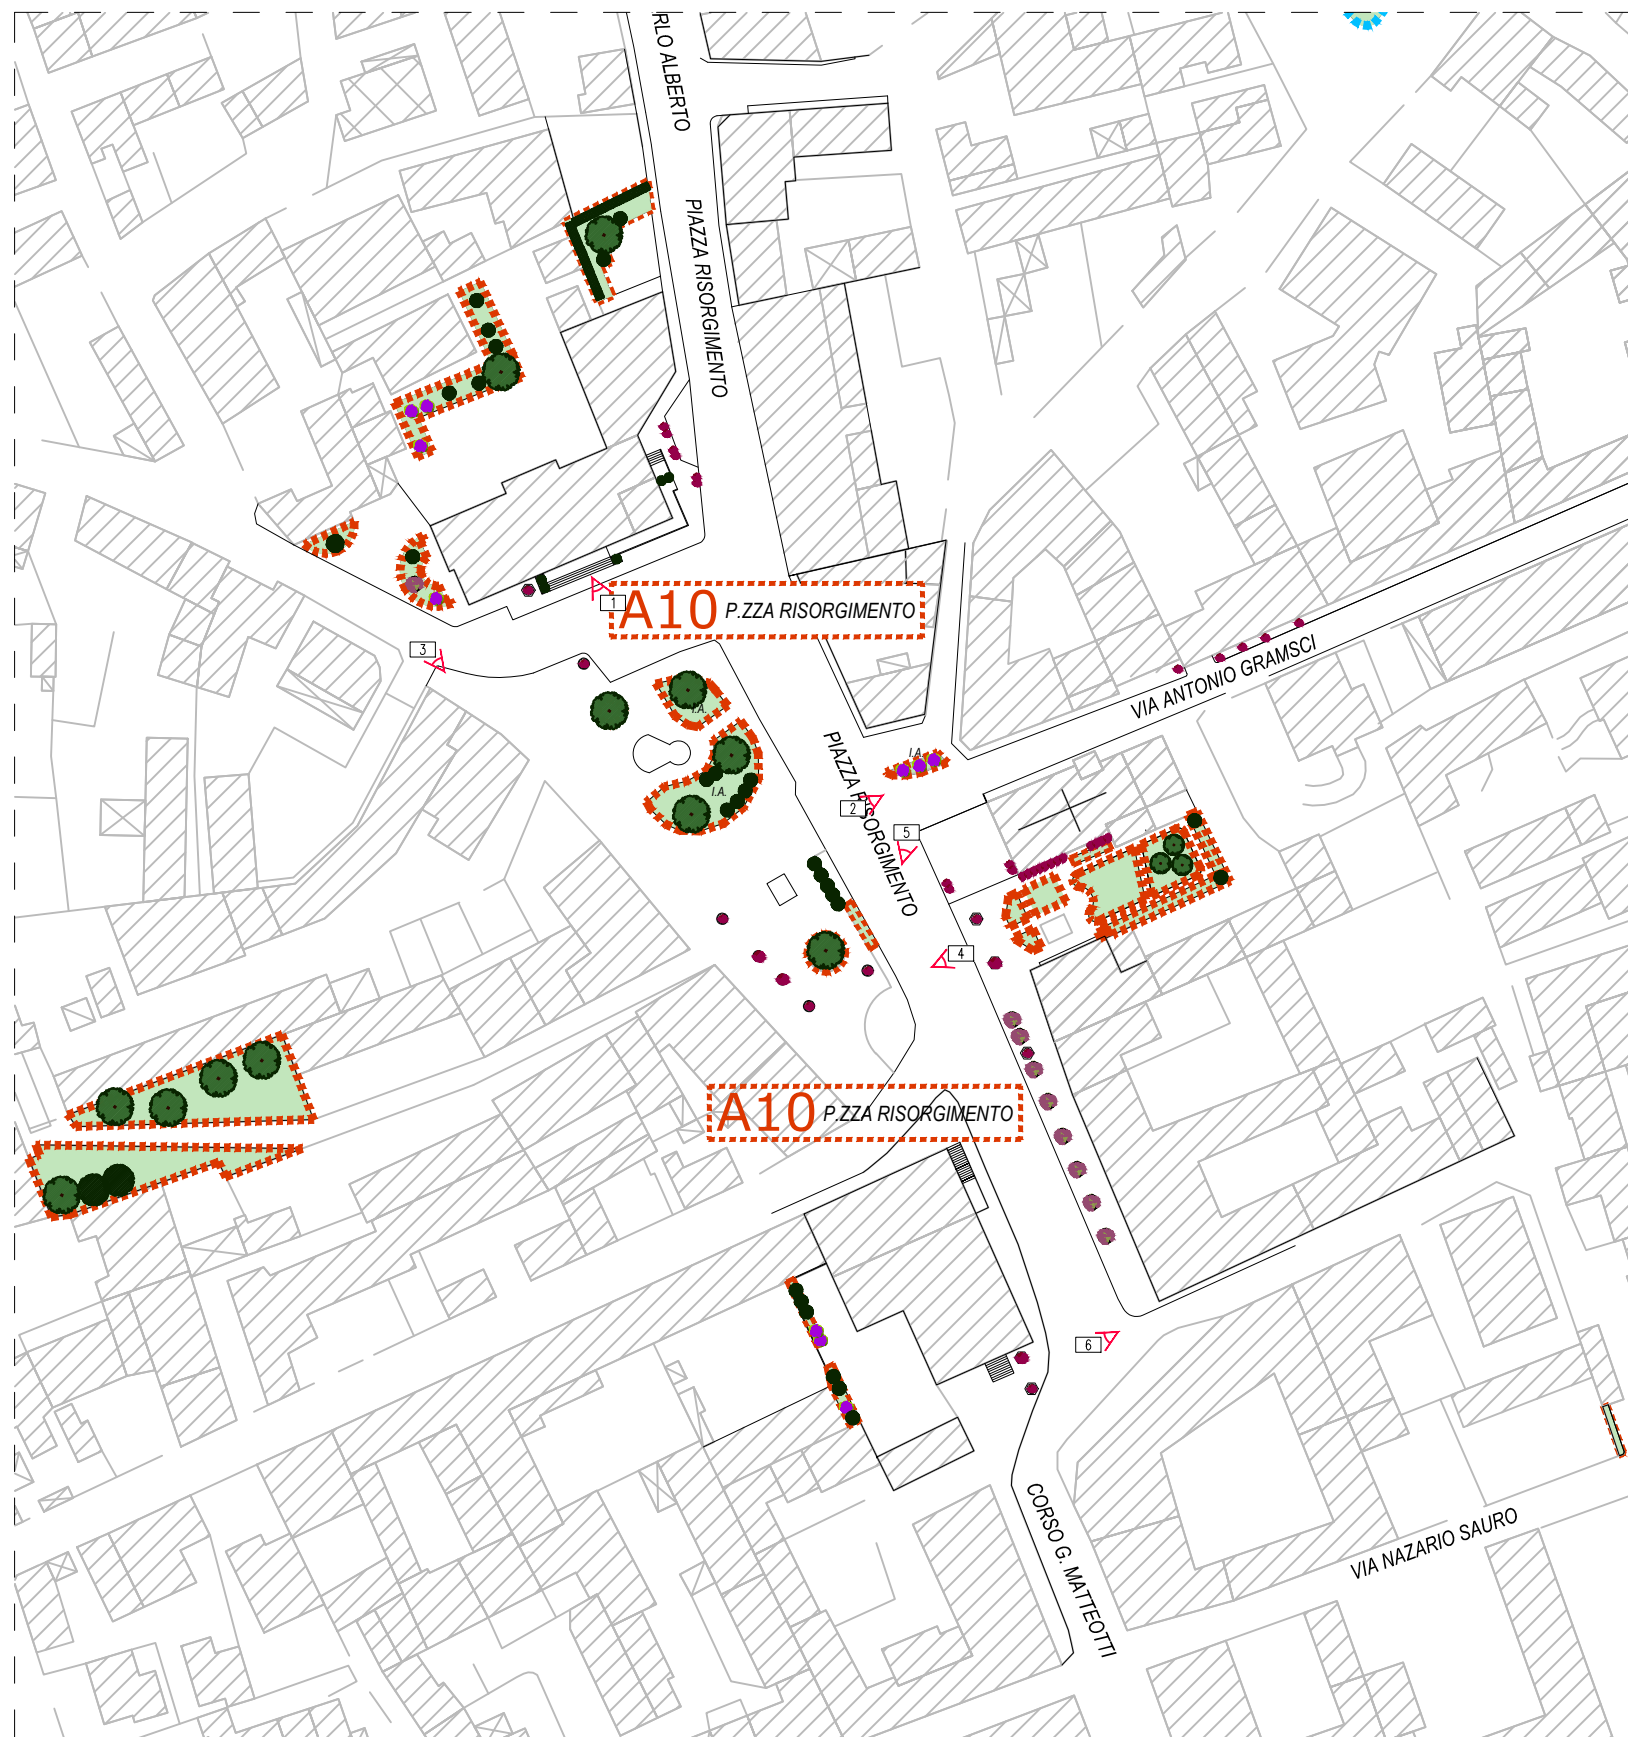 RLO ALBERTO
PIAZZA RISORGIMENTO
1
A10 P.ZZA RISORGIMENTO
3
I.A.
VIA ANTONIO GRAMSCI
I.A.
PIAZZA RISORGIMENTO
I.A.
2
5
4
A10 P.ZZA RISORGIMENTO
6
CORSO G. MATTEOTTI
VIA NAZARIO SAURO